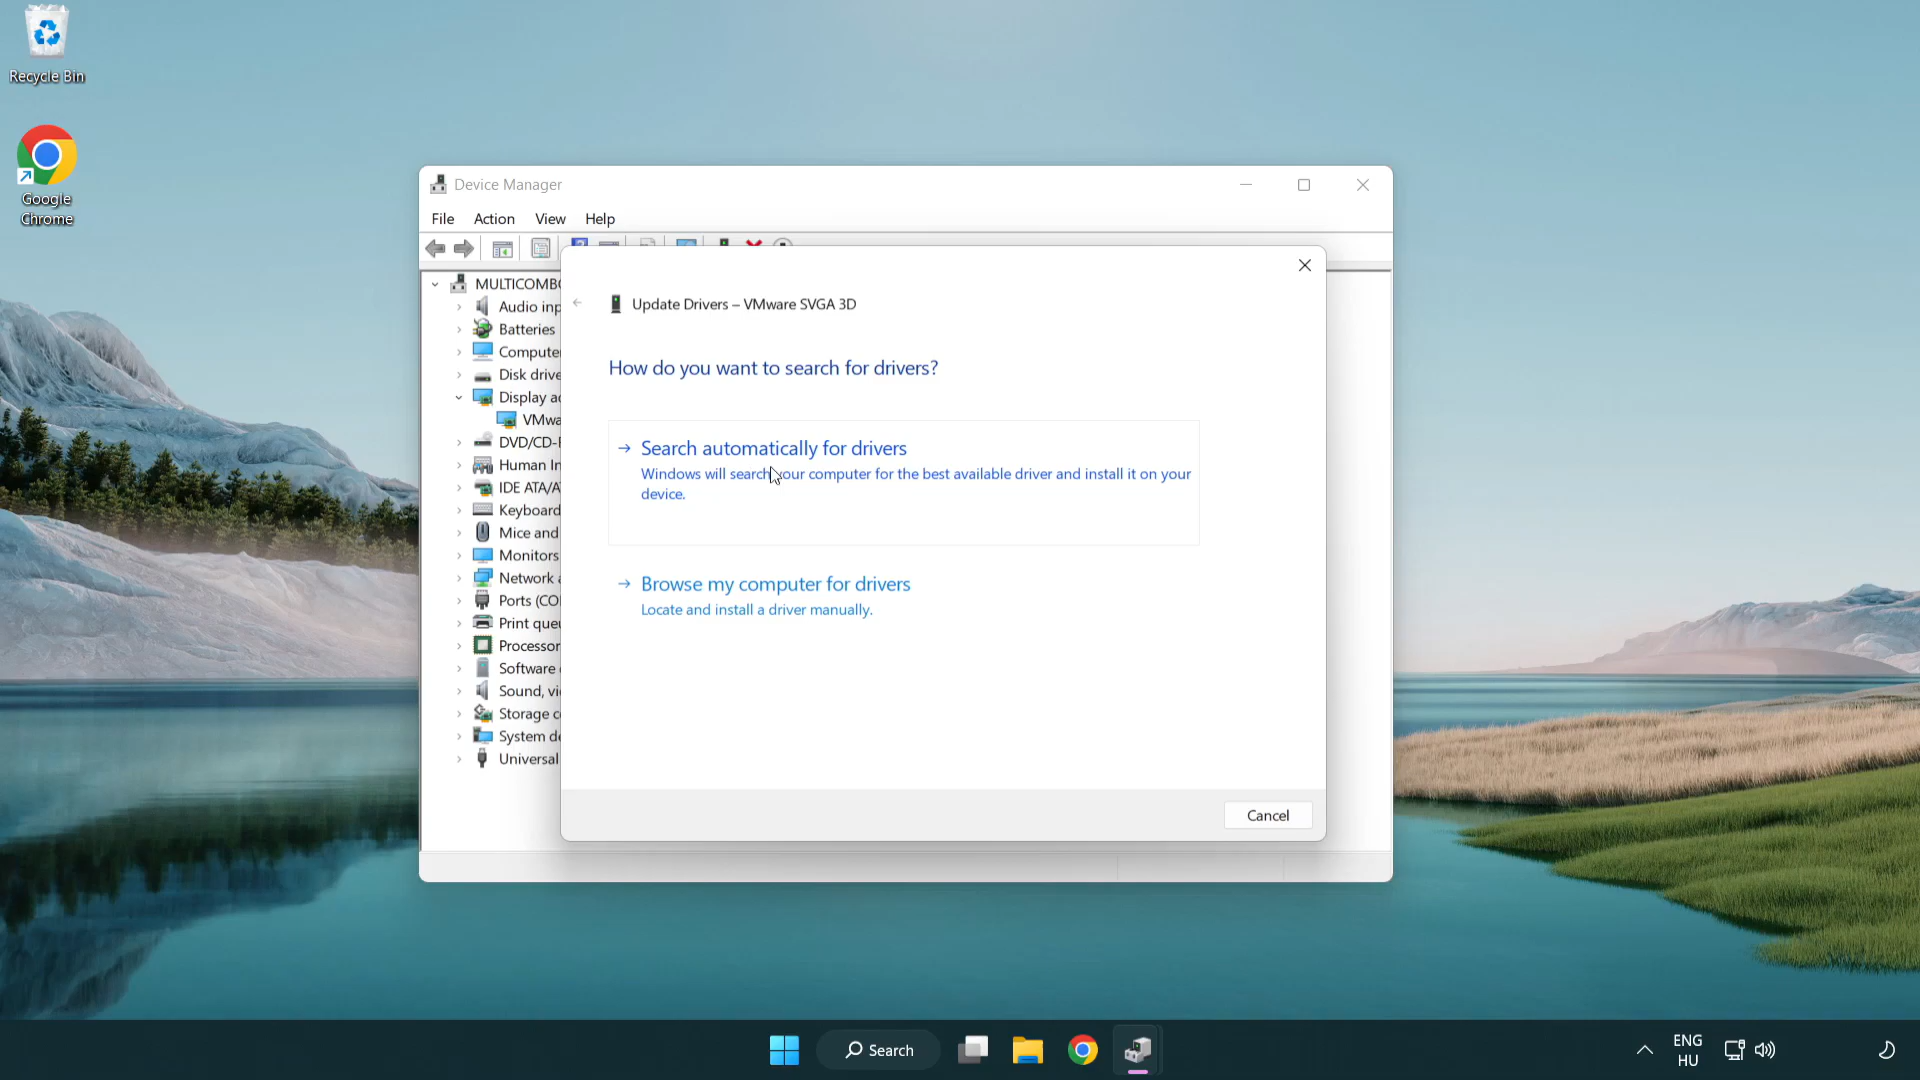 Recycle Bin
Google
Chrome
Device Manager
File Action View Help
MULTICOMBO
Audio inp
Batteries
Compute
Disk drive
Display a
VMwa
DVD/CD-R
Human In
IDE ATA/A
Keyboard
Mice and
Monitors
Network a
Ports (CO
Print que
Processor
Software
Sound, vi
Storage c
System de
Universal
Update Drivers – VMware SVGA 3D
How do you want to search for drivers?
Search automatically for drivers
Windows will search your computer for the best available driver and install it on your
device.
Browse my computer for drivers
Locate and install a driver manually.
Cancel
Search
ENG
HU